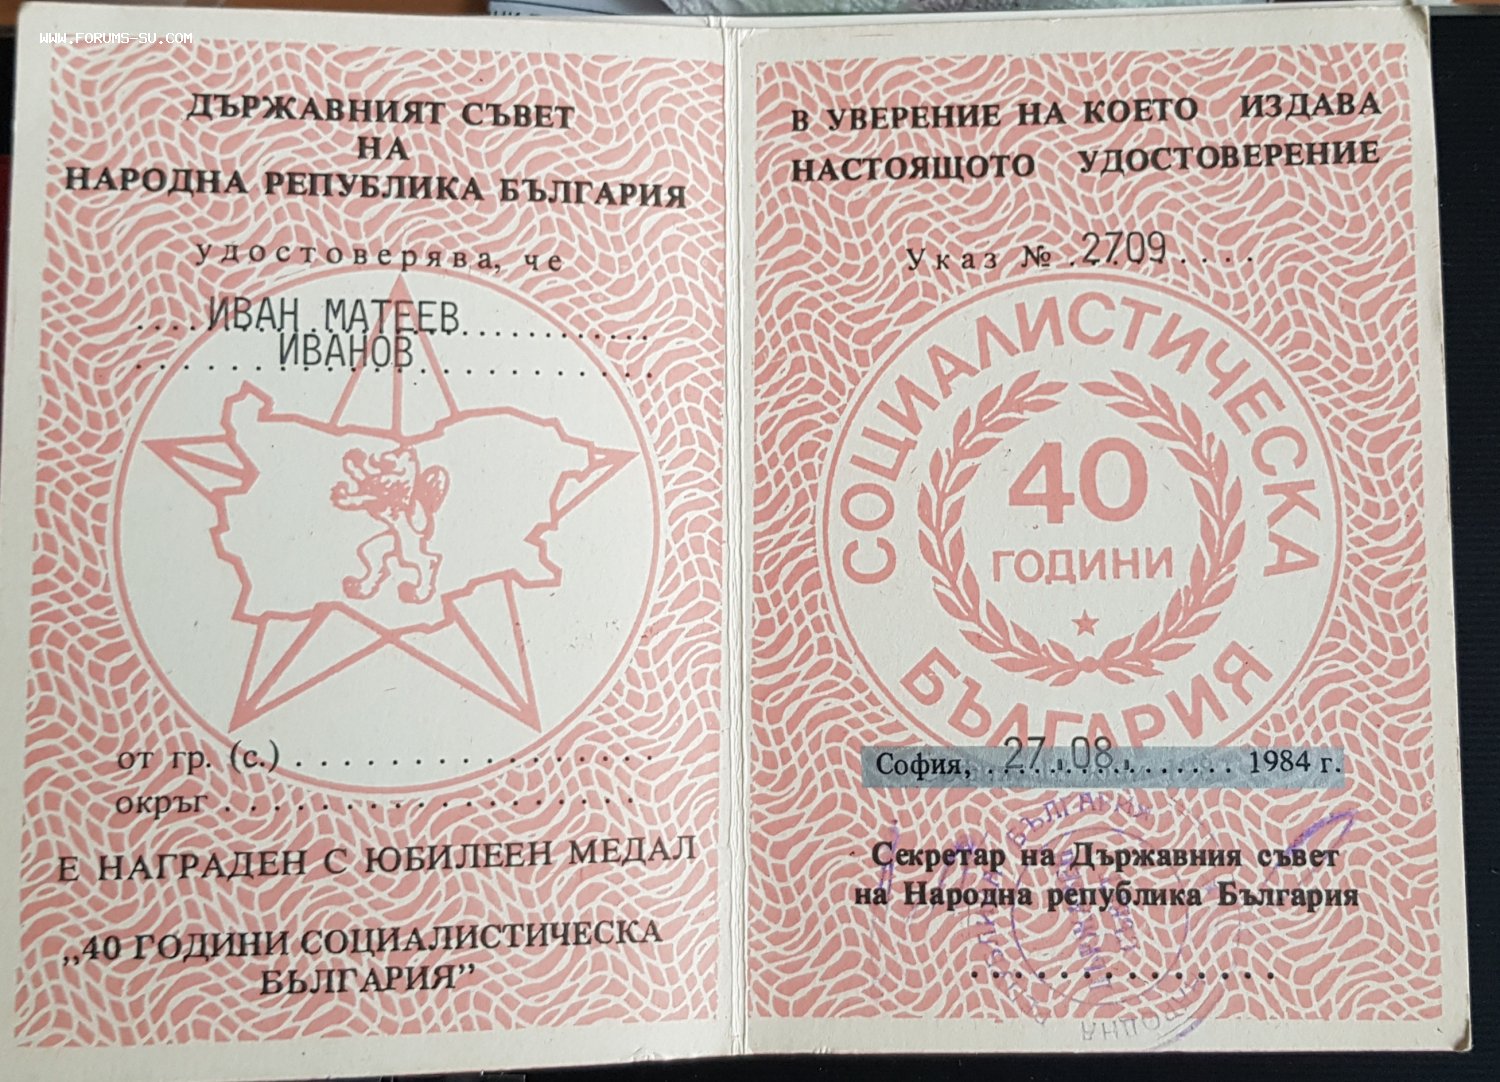 WWW.FORUMS-SU.COM
ДЪРЖАВНИЯТ СЪВЕТ
НА
НАРОДНА РЕПУБЛИКА БЪЛГАРИЯ
удостоверява, че
....ИВАН.МАТЕЕВ............
ИВАНОВ
от гр. (с.) . . . . . . . . . . . . . . . . .
окръг . . . . . . . . . . . . . . . . . . .
Е НАГРАДЕН С ЮБИЛЕЕН МЕДАЛ
„40 ГОДИНИ СОЦИАЛИСТИЧЕСКА
БЪЛГАРИЯ”
В УВЕРЕНИЕ НА КОЕТО ИЗДАВА
НАСТОЯЩОТО УДОСТОВЕРЕНИЕ
Указ № .2709. . . .
СОЦИАЛИСТИЧЕСКА
40
ГОДИНИ
БЪЛГАРИЯ
София, ....27.08................ 1984 г.
Секретар на Държавния съвет
на Народна република България
БЪЛГАРИЯ
НАРОДНА